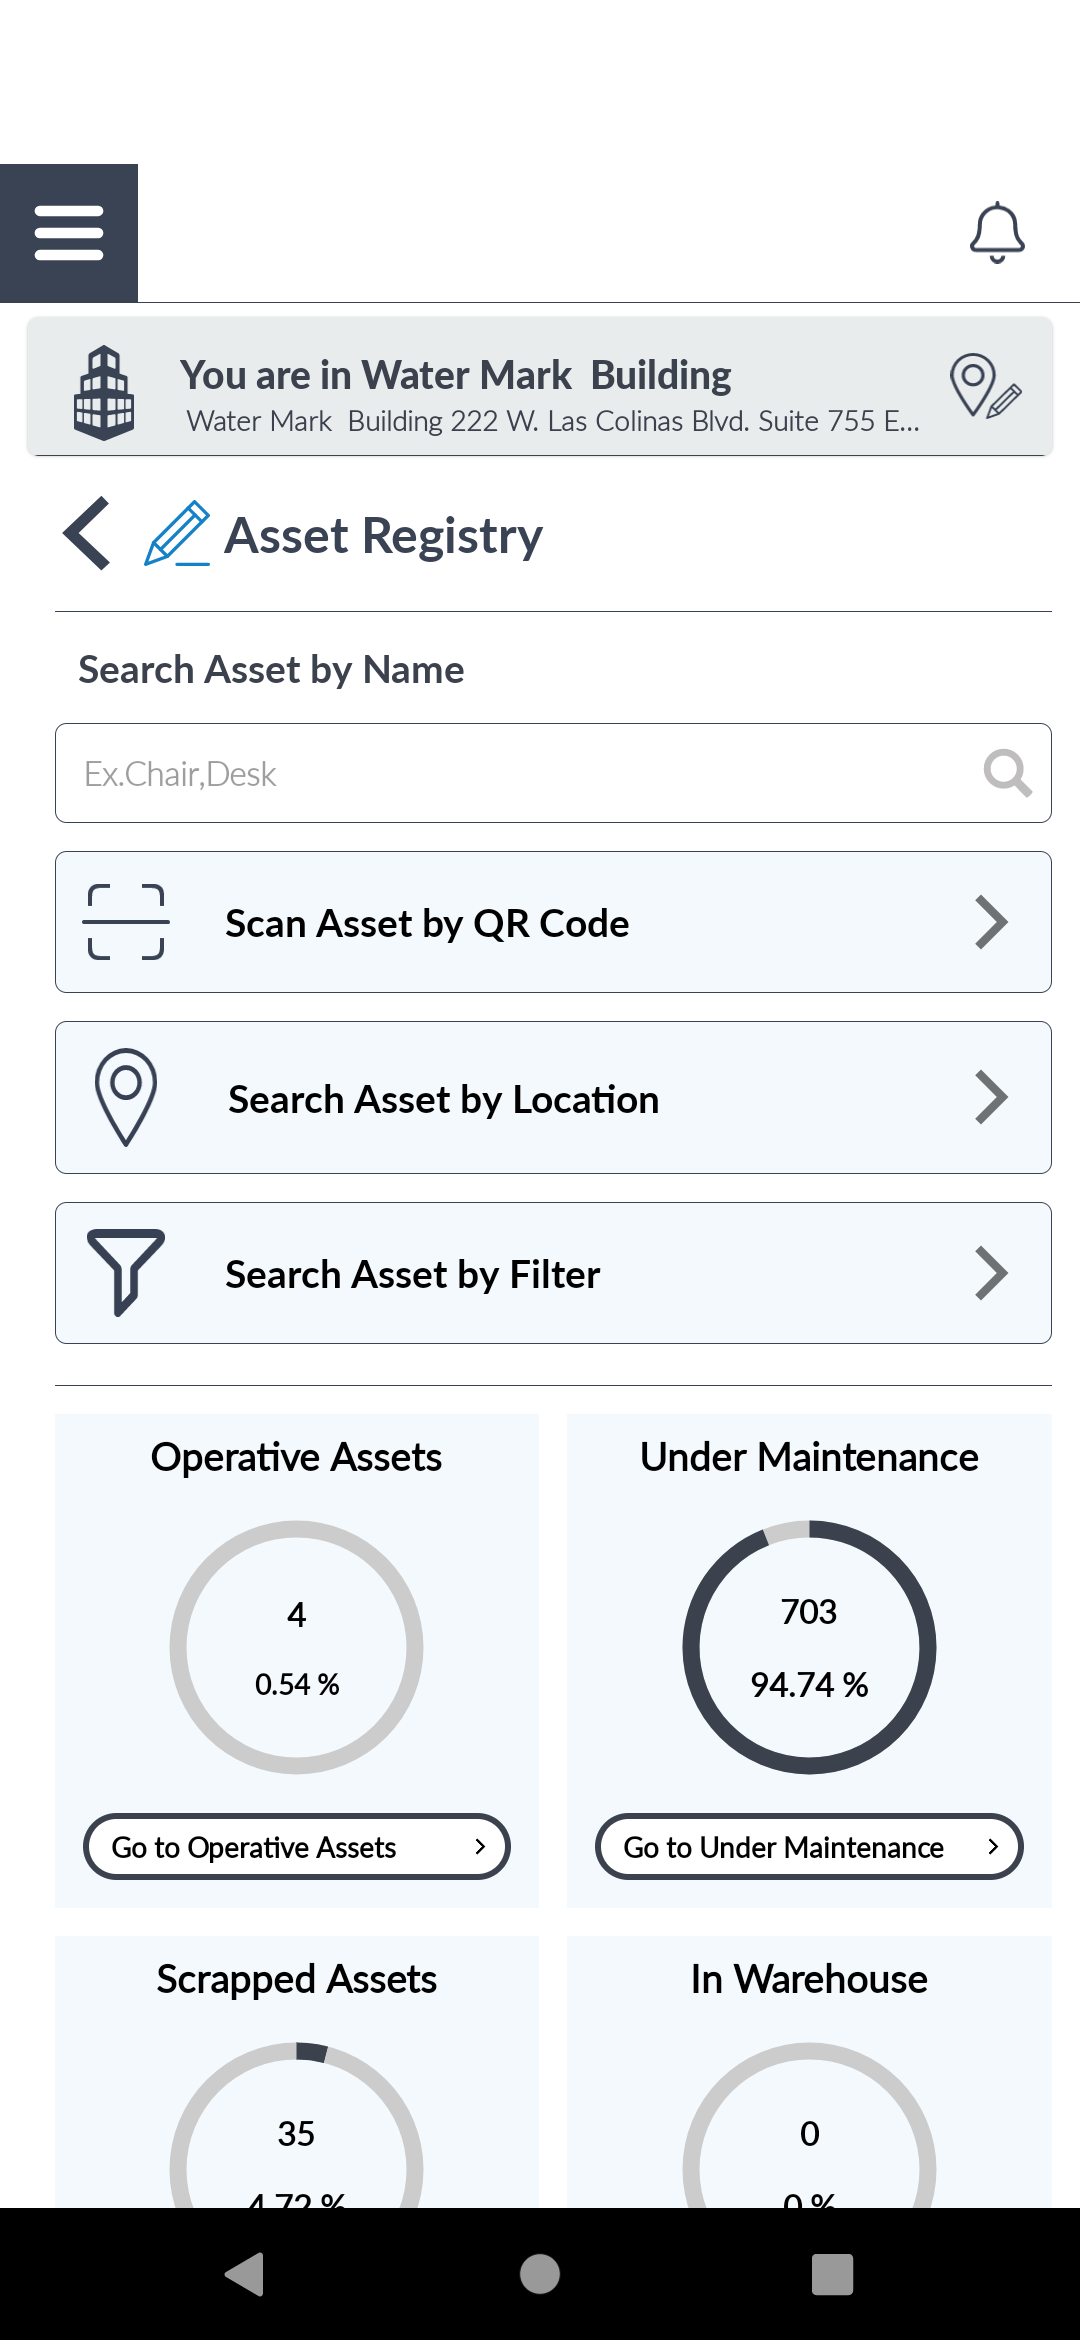 You are in Water Mark  Building
Water Mark  Building 222 W. Las Colinas Blvd. Suite 755 E...
Asset Registry
Search Asset by Name
Ex.Chair,Desk
Scan Asset by QR Code
Search Asset by Location
Search Asset by Filter
Operative Assets
Under Maintenance
4
703
0.54 %
94.74 %
Go to Operative Assets
Go to Under Maintenance
Scrapped Assets
In Warehouse
35
0
4.72 %
0 %